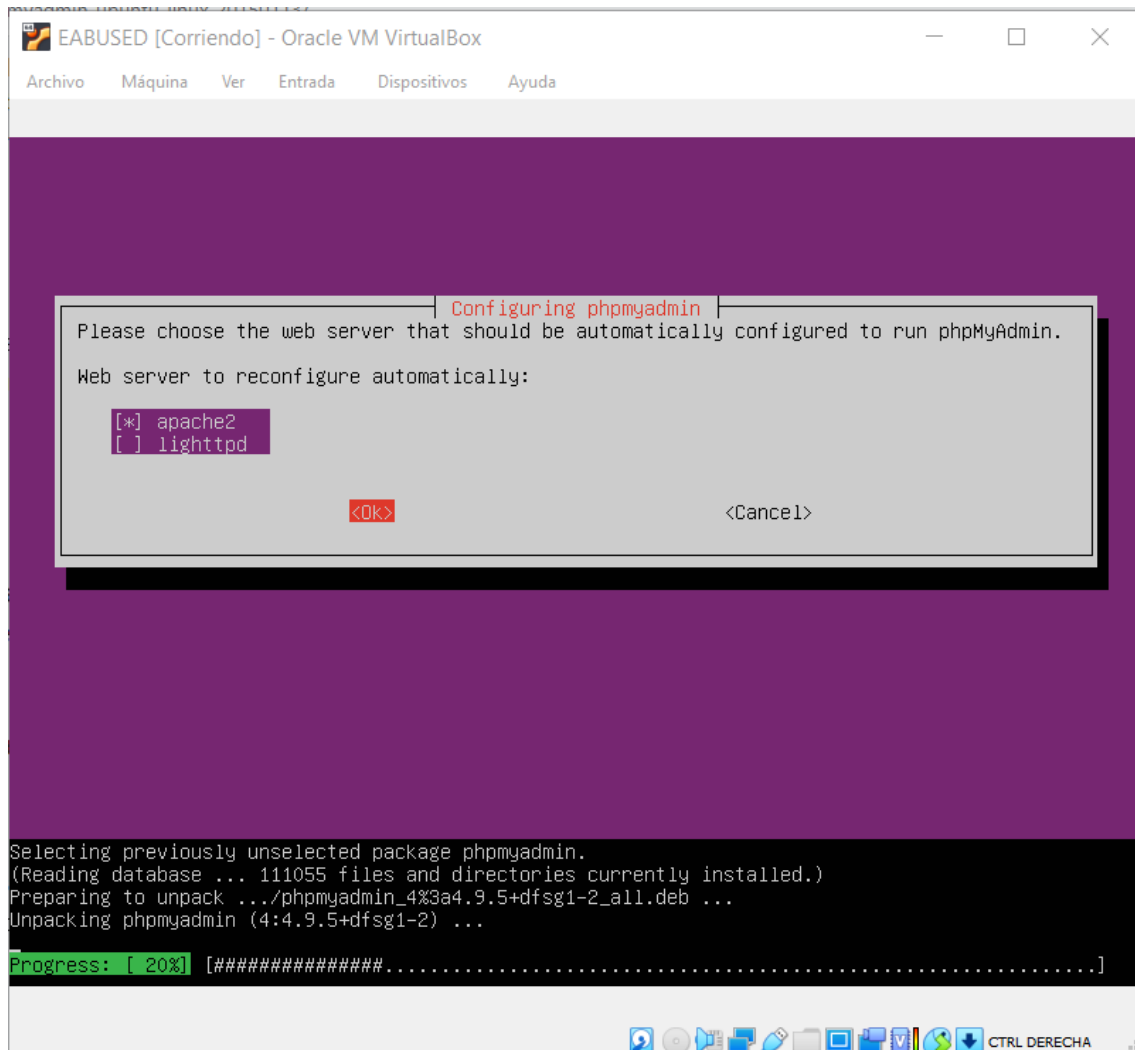 EABUSED [Corriendo] - Oracle VM VirtualBox
Archivo Máquina Ver Entrada Dispositivos Ayuda
Configuring phpmyadmin
Please choose the web server that should be automatically configured to run phpMyAdmin.
Web server to reconfigure automatically:
[*] apache2
[ ] lighttpd
<Ok> <Cancel>
Selecting previously unselected package phpmyadmin.
(Reading database ... 111055 files and directories currently installed.)
Preparing to unpack .../phpmyadmin_4%3a4.9.5+dfsg1-2_all.deb ...
Unpacking phpmyadmin (4:4.9.5+dfsg1-2) ...
Progress: [ 20%] [###############...............................................................]
CTRL DERECHA